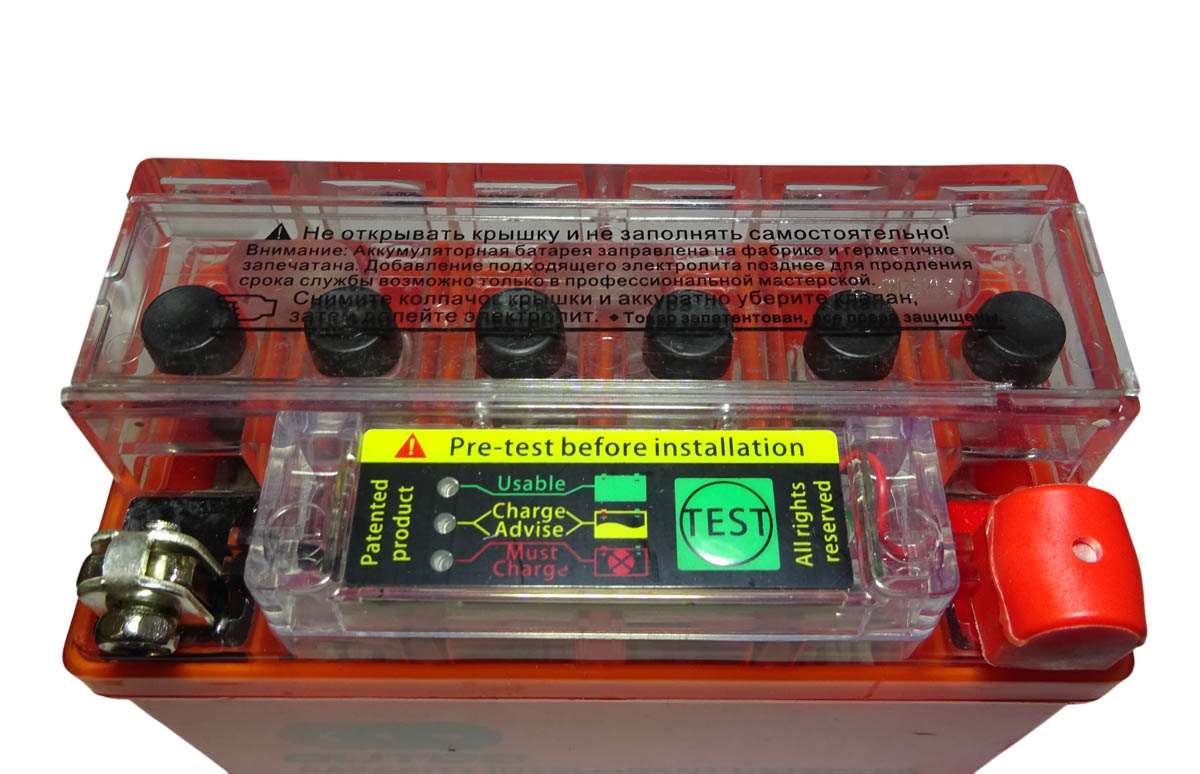 Не открывать крышку и не заполнять самостоятельно!
Внимание: Аккумуляторная батарея заправлена на фабрике и герметично
запечатана. Добавление подходящего электролита позднее для продления
срока службы возможно только в профессиональной мастерской.
Снимите колпачок крышки и аккуратно уберите клапан,
затем долейте электролит. ◆ Товар запатентован, все права защищены.
Pre-test before installation
Patented
product
Usable
Charge
Advise
Must
Charge
TEST
All rights
reserved
OUTDO